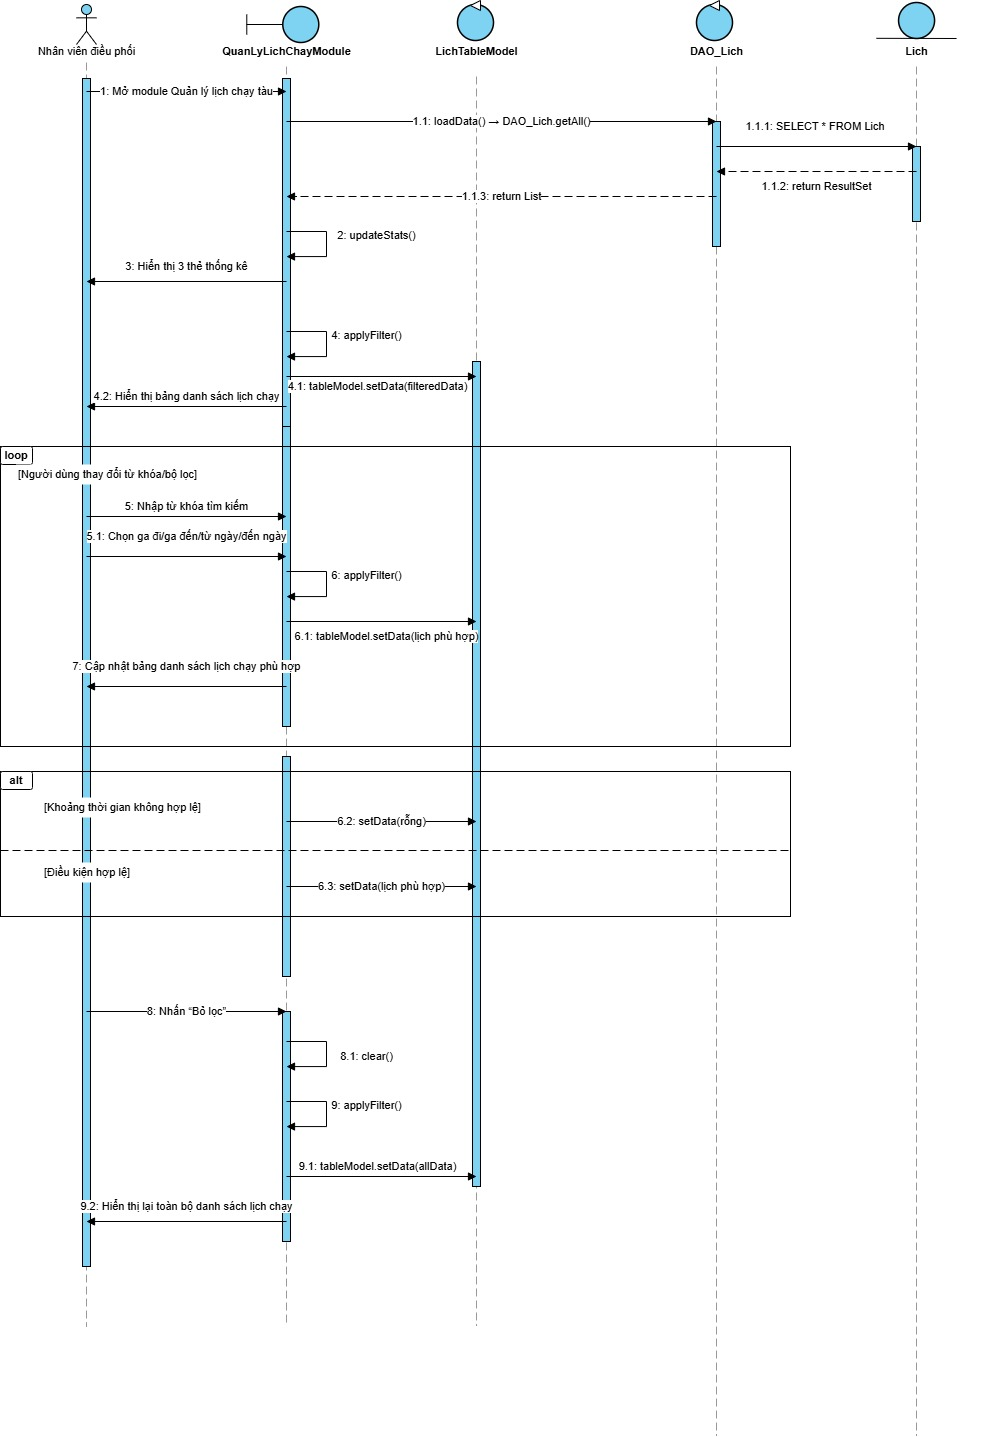 Nhân viên điều phối
QuanLyLichChayModule
LichTableModel
DAO_Lich
Lich
1: Mở module Quản lý lịch chạy tàu
1.1: loadData() → DAO_Lich.getAll()
1.1.1: SELECT * FROM Lich
1.1.2: return ResultSet
1.1.3: return List
2: updateStats()
3: Hiển thị 3 thẻ thống kê
4: applyFilter()
4.1: tableModel.setData(filteredData)
4.2: Hiển thị bảng danh sách lịch chạy
loop
[Người dùng thay đổi từ khóa/bộ lọc]
5: Nhập từ khóa tìm kiếm
5.1: Chọn ga đi/ga đến/từ ngày/đến ngày
6: applyFilter()
6.1: tableModel.setData(lịch phù hợp)
7: Cập nhật bảng danh sách lịch chạy phù hợp
alt
[Khoảng thời gian không hợp lệ]
6.2: setData(rỗng)
[Điều kiện hợp lệ]
6.3: setData(lịch phù hợp)
8: Nhấn “Bỏ lọc”
8.1: clear()
9: applyFilter()
9.1: tableModel.setData(allData)
9.2: Hiển thị lại toàn bộ danh sách lịch chạy